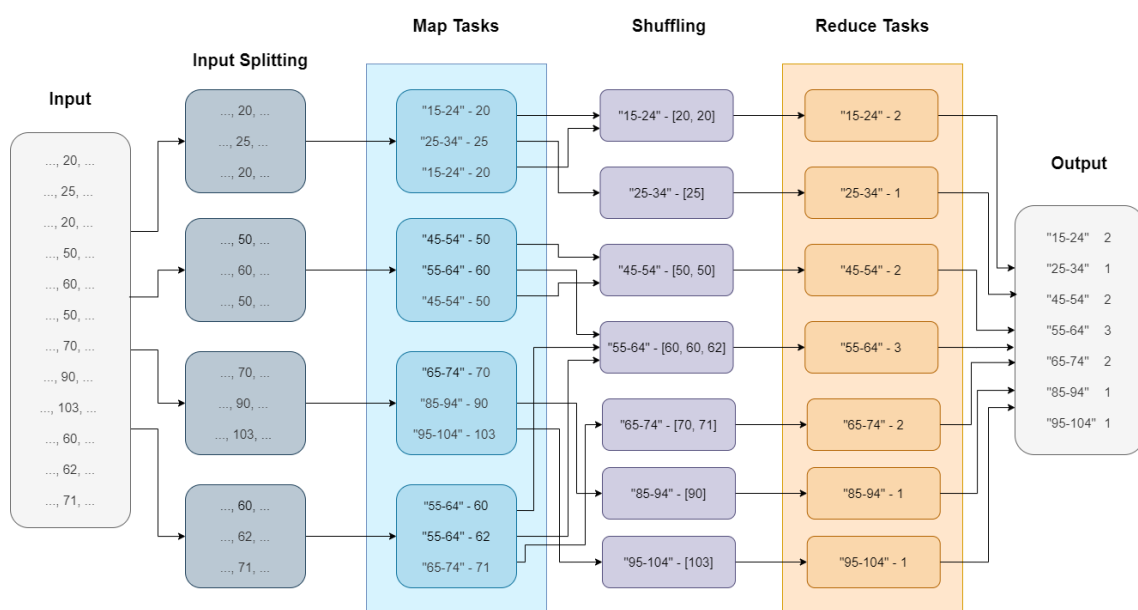 Input
..., 20, ...
..., 25, ...
..., 20, ...
..., 50, ...
..., 60, ...
..., 50, ...
..., 70, ...
..., 90, ...
..., 103, ...
..., 60, ...
..., 62, ...
..., 71, ...
Input Splitting
..., 20, ...
..., 25, ...
..., 20, ...
..., 50, ...
..., 60, ...
..., 50, ...
..., 70, ...
..., 90, ...
..., 103, ...
..., 60, ...
..., 62, ...
..., 71, ...
Map Tasks
"15-24" - 20
"25-34" - 25
"15-24" - 20
"45-54" - 50
"55-64" - 60
"45-54" - 50
"65-74" - 70
"85-94" - 90
"95-104" - 103
"55-64" - 60
"55-64" - 62
"65-74" - 71
Shuffling
"15-24" - [20, 20]
"25-34" - [25]
"45-54" - [50, 50]
"55-64" - [60, 60, 62]
"65-74" - [70, 71]
"85-94" - [90]
"95-104" - [103]
Reduce Tasks
"15-24" - 2
"25-34" - 1
"45-54" - 2
"55-64" - 3
"65-74" - 2
"85-94" - 1
"95-104" - 1
Output
"15-24" 2
"25-34" 1
"45-54" 2
"55-64" 3
"65-74" 2
"85-94" 1
"95-104" 1